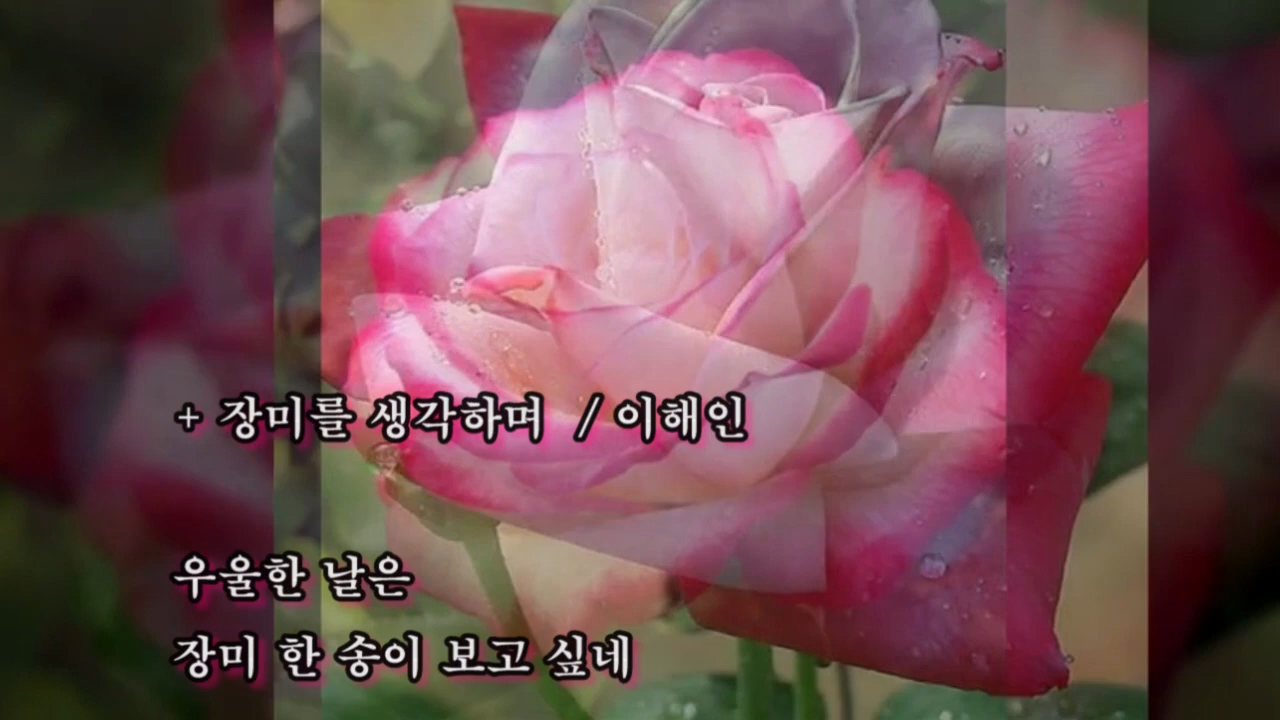 + 장미를 생각하며 / 이해인
우울한 날은
장미 한 송이 보고 싶네